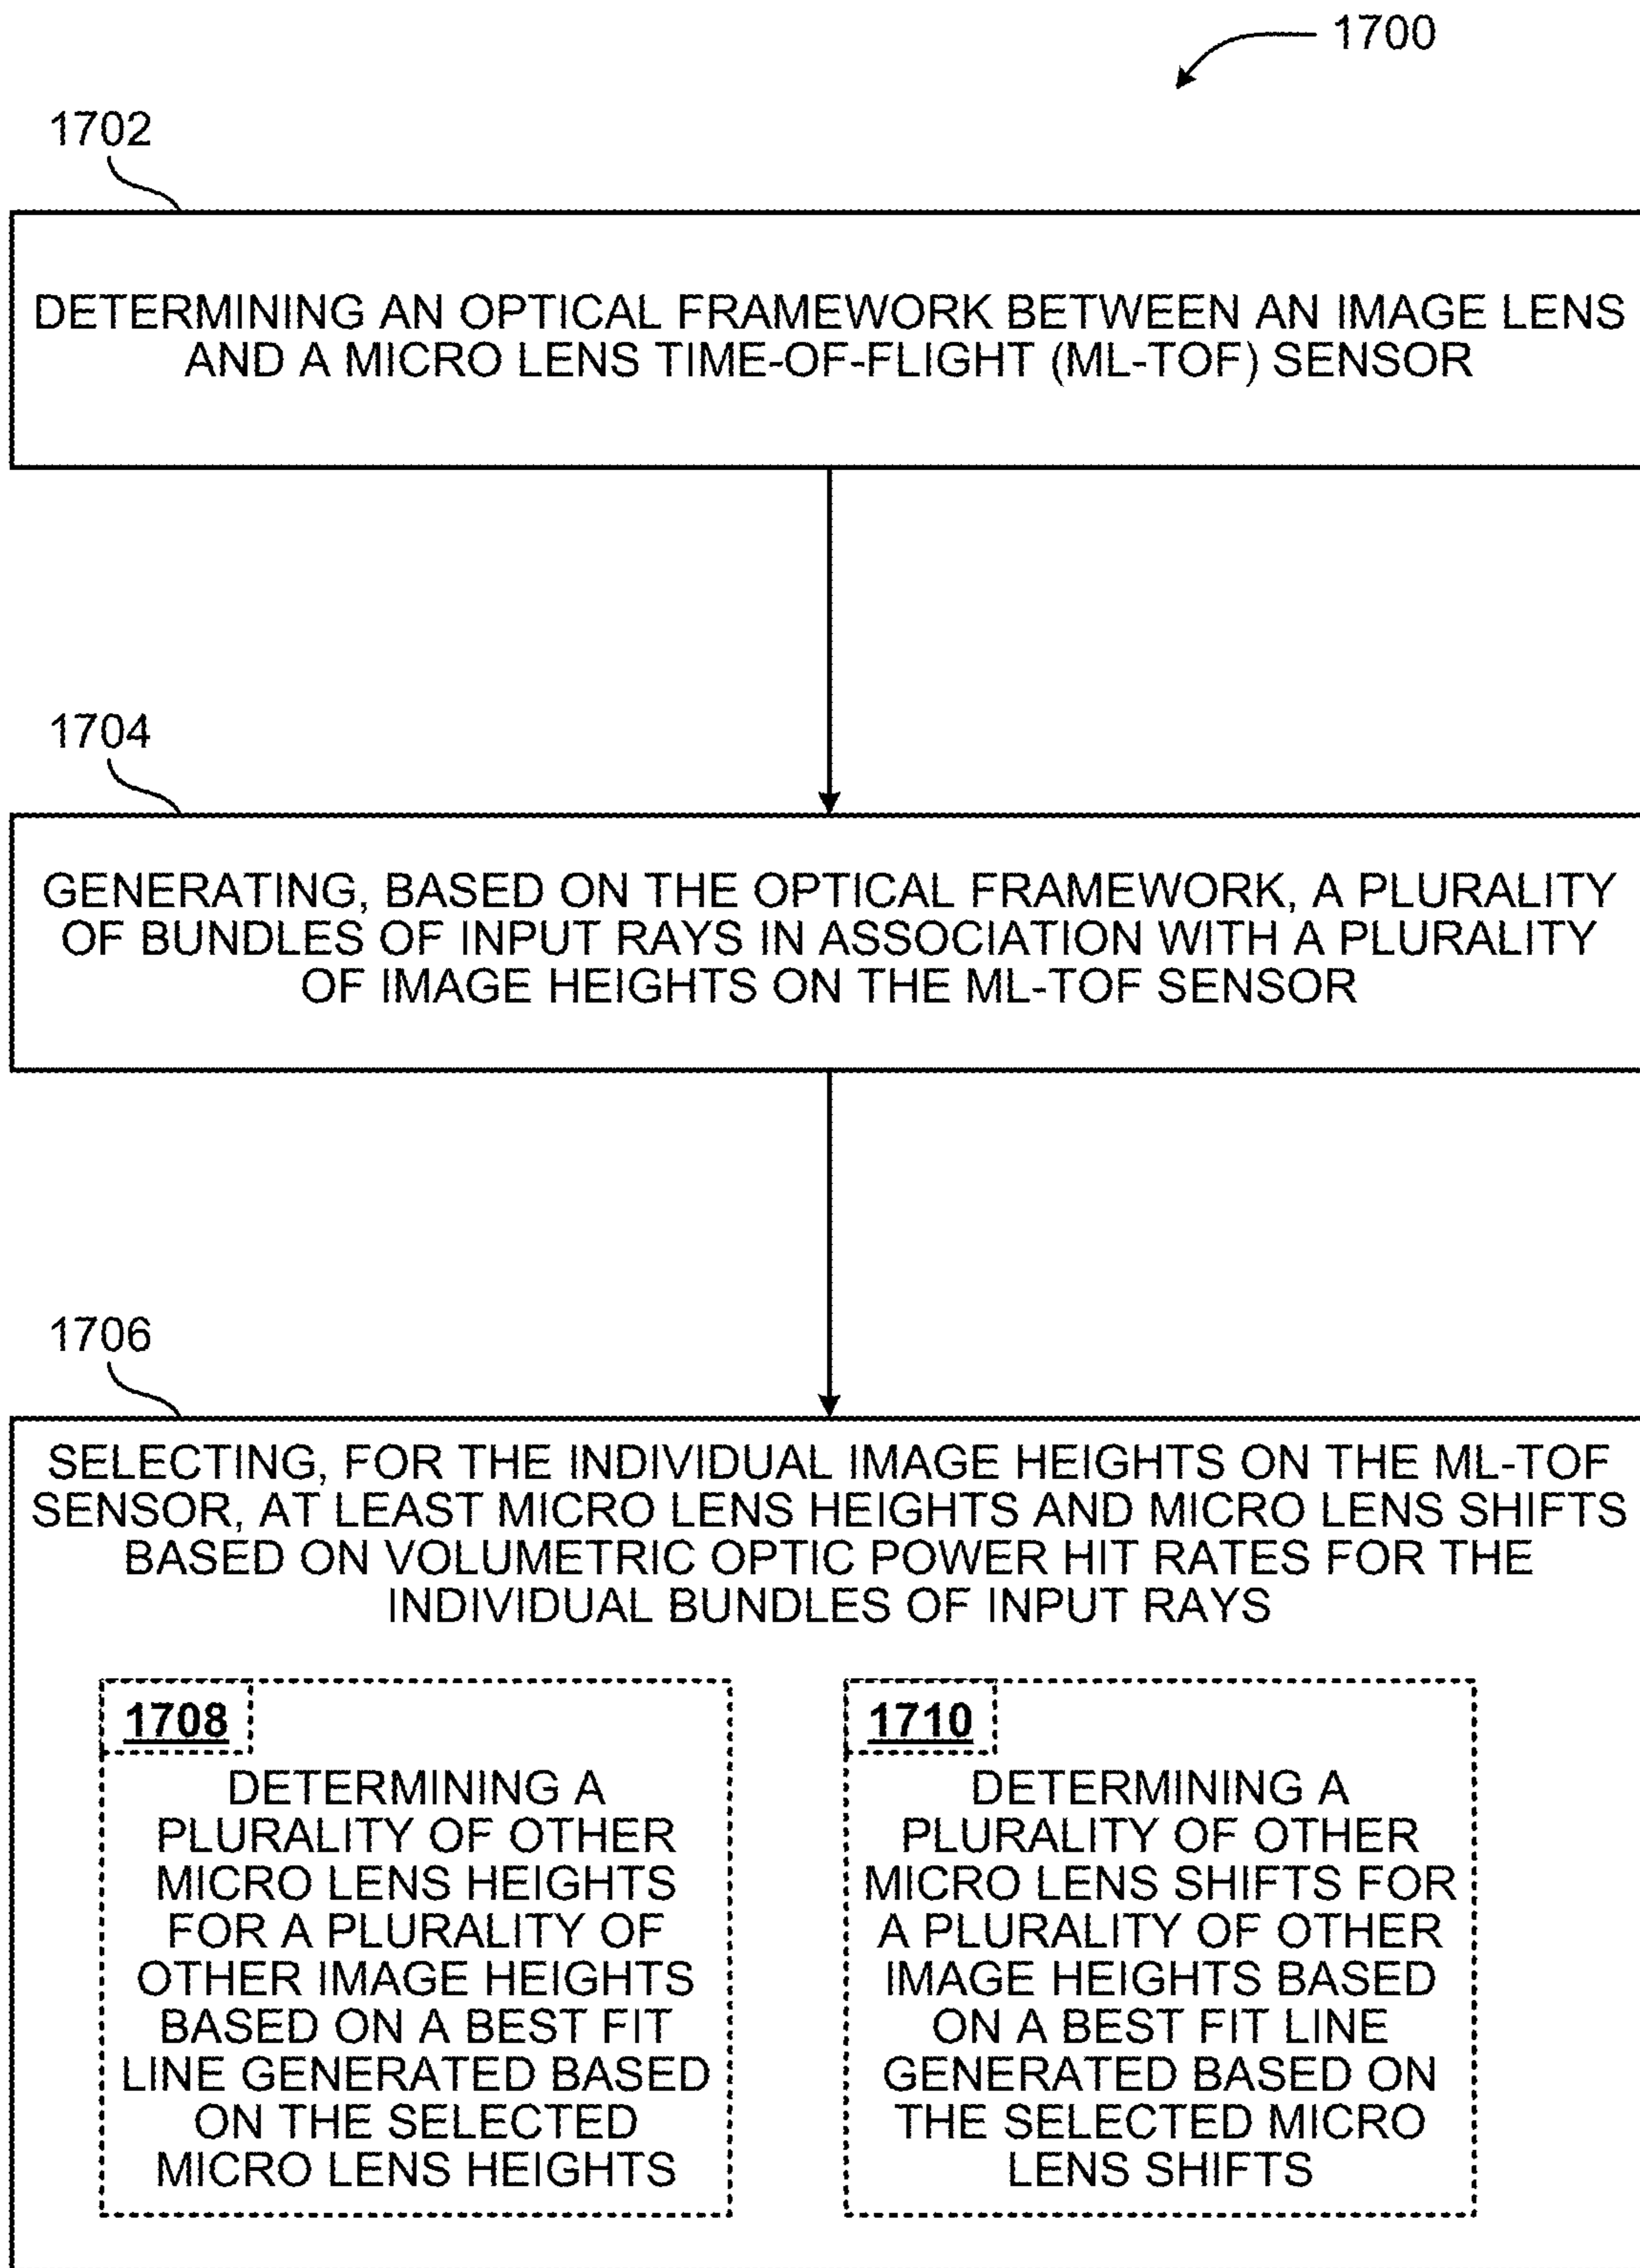 1700
1702
DETERMINING AN OPTICAL FRAMEWORK BETWEEN AN IMAGE LENS
AND A MICRO LENS TIME-OF-FLIGHT (ML-TOF) SENSOR
1704
GENERATING, BASED ON THE OPTICAL FRAMEWORK, A PLURALITY
OF BUNDLES OF INPUT RAYS IN ASSOCIATION WITH A PLURALITY
OF IMAGE HEIGHTS ON THE ML-TOF SENSOR
1706
SELECTING, FOR THE INDIVIDUAL IMAGE HEIGHTS ON THE ML-TOF
SENSOR, AT LEAST MICRO LENS HEIGHTS AND MICRO LENS SHIFTS
BASED ON VOLUMETRIC OPTIC POWER HIT RATES FOR THE
INDIVIDUAL BUNDLES OF INPUT RAYS
1708
DETERMINING A
PLURALITY OF OTHER
MICRO LENS HEIGHTS
FOR A PLURALITY OF
OTHER IMAGE HEIGHTS
BASED ON A BEST FIT
LINE GENERATED BASED
ON THE SELECTED
MICRO LENS HEIGHTS
1710
DETERMINING A
PLURALITY OF OTHER
MICRO LENS SHIFTS FOR
A PLURALITY OF OTHER
IMAGE HEIGHTS BASED
ON A BEST FIT LINE
GENERATED BASED ON
THE SELECTED MICRO
LENS SHIFTS